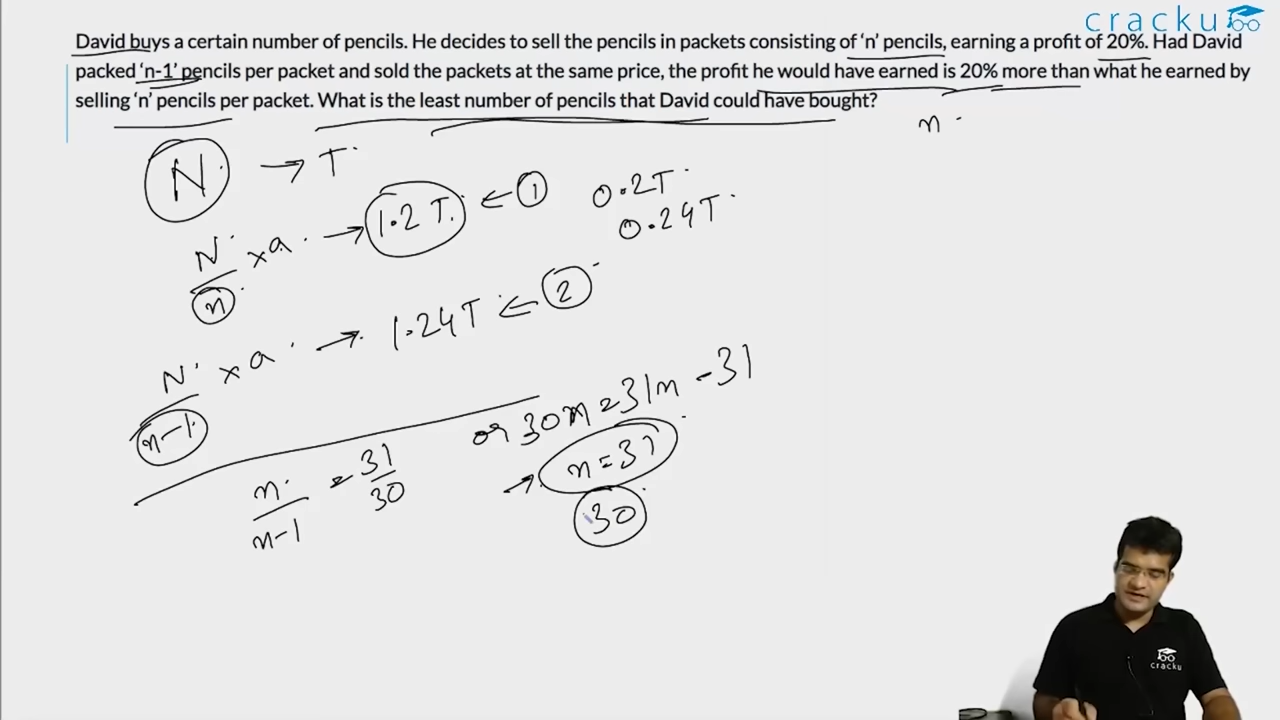 cracku
David buys a certain number of pencils. He decides to sell the pencils in packets consisting of ‘n’ pencils, earning a profit of 20%. Had David
packed ‘n-1’ pencils per packet and sold the packets at the same price, the profit he would have earned is 20% more than what he earned by
selling ‘n’ pencils per packet. What is the least number of pencils that David could have bought?
n
N → T
N/n × a → 1.2 T ← 1
0.2T
0.24T
N/n-1 × a → 1.24T ← 2
n/n-1 = 31/30
or 30n = 31n - 31
→ n = 31
30
cracku